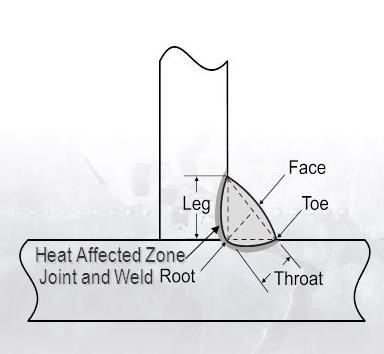 Face
Leg
Toe
Heat Affected Zone
Joint and Weld Root
Throat